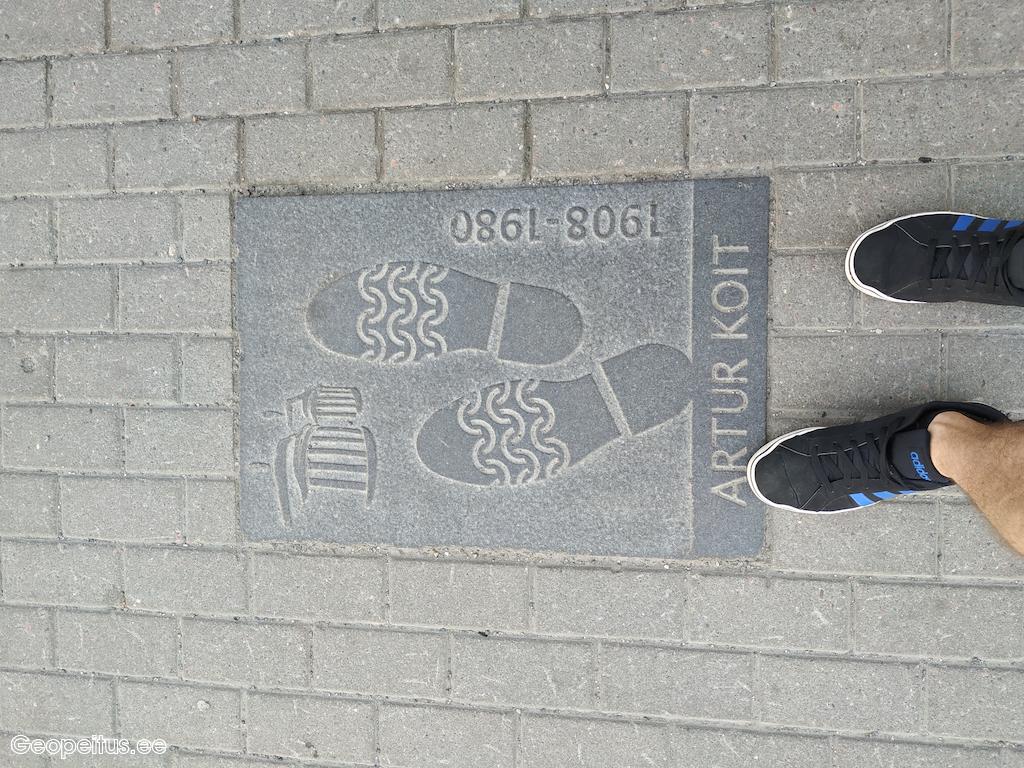 1908-1980
ARTUR KOIT
adidas
Geopeitus.ee